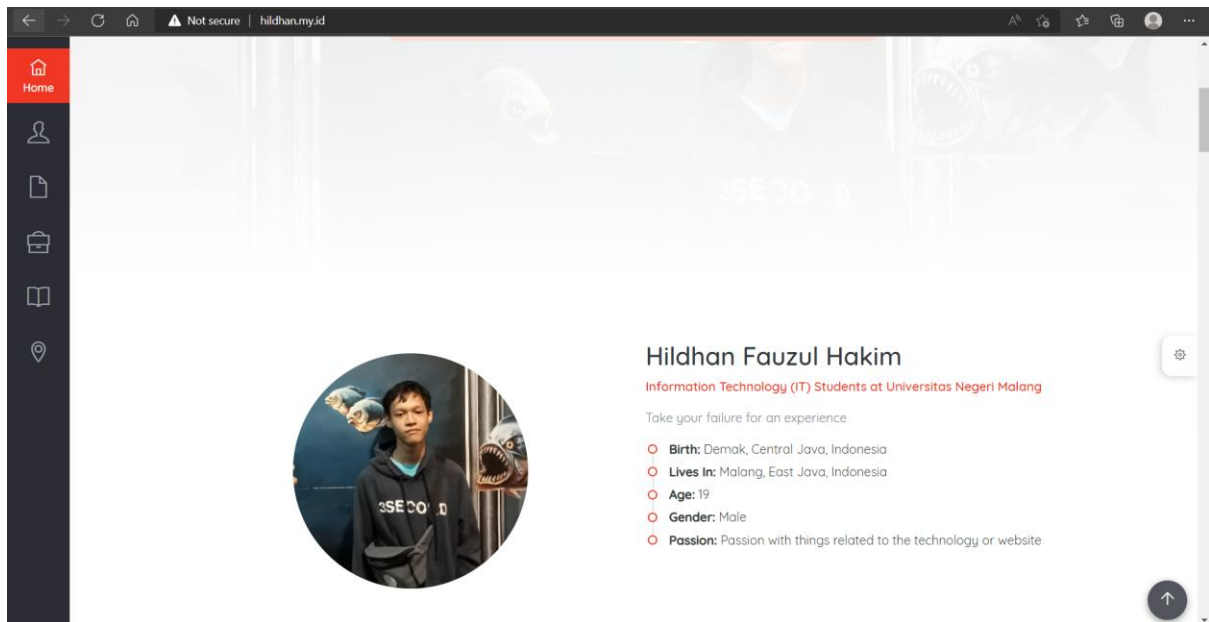 Not secure | hildhan.my.id
Home
3SECO D
Hildhan Fauzul Hakim
Information Technology (IT) Students at Universitas Negeri Malang
Take your failure for an experience
Birth: Demak, Central Java, Indonesia
Lives In: Malang, East Java, Indonesia
Age: 19
Gender: Male
Passion: Passion with things related to the technology or website
3SECO D